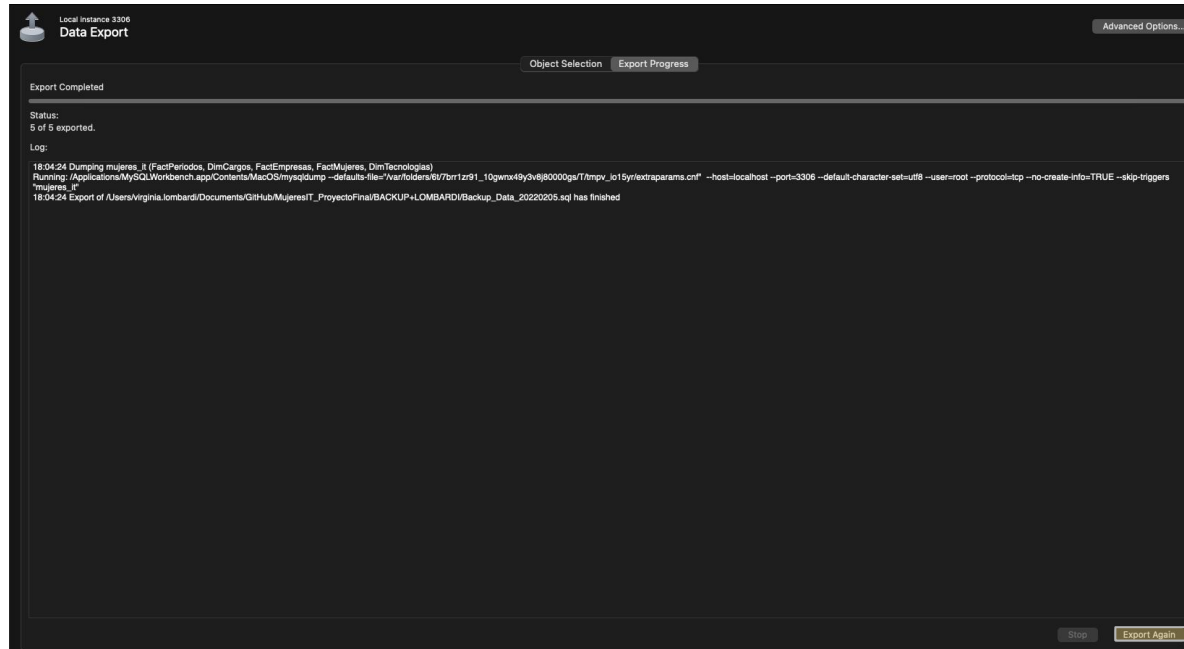 Local instance 3306
Data Export
Advanced Options...
Object Selection
Export Progress
Export Completed
Status:
5 of 5 exported.
Log:
18:04:24 Dumping mujeres_it (FactPeriodos, DimCargos, FactEmpresas, FactMujeres, DimTecnologias)
Running: /Applications/MySQLWorkbench.app/Contents/MacOS/mysqldump --defaults-file="/var/folders/6t/7brr1zr91_10gwnx49y3v8j80000gs/T/tmpv_io15yr/extraparams.cnf" --host=localhost --port=3306 --default-character-set=utf8 --user=root --protocol=tcp --no-create-info=TRUE --skip-triggers
"mujeres_it"
18:04:24 Export of /Users/virginia.lombardi/Documents/GitHub/MujeresIT_ProyectoFinal/BACKUP+LOMBARDI/Backup_Data_20220205.sql has finished
Stop
Export Again